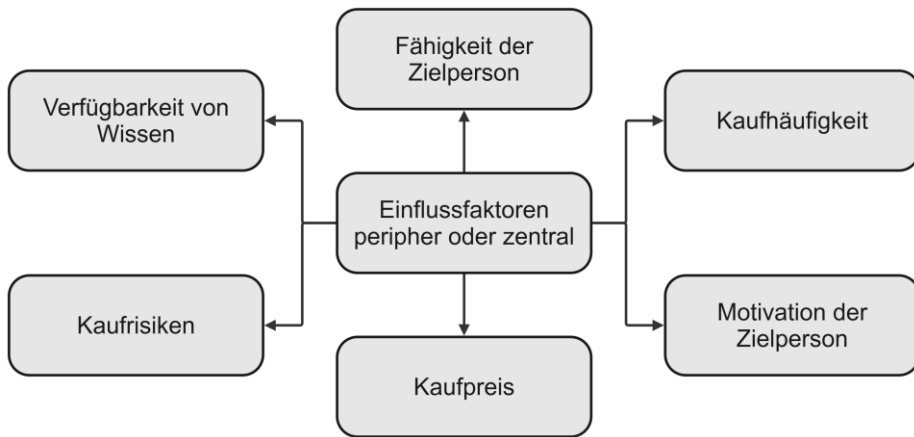 Fähigkeit der
Zielperson
Verfügbarkeit von
Wissen
Kaufhäufigkeit
Einflussfaktoren
peripher oder zentral
Kaufrisiken
Motivation der
Zielperson
Kaufpreis